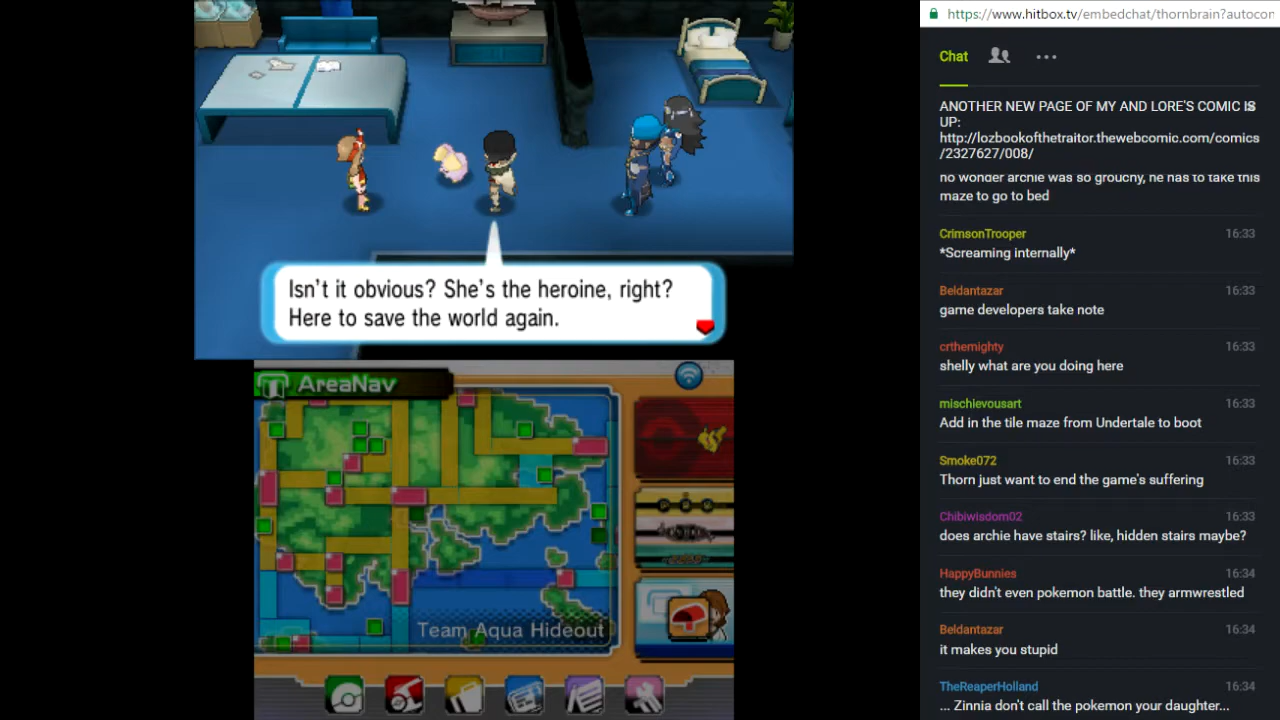 Isn't it obvious? She's the heroine, right?
Here to save the world again.
AreaNav
Team Aqua Hideout
https://www.hitbox.tv/embedchat/thornbrain?autocon
Chat
ANOTHER NEW PAGE OF MY AND LORE'S COMIC IS
UP:
http://lozbookofthetraitor.thewebcomic.com/comics
/2327627/008/
no wonder archie was so grouchy, he has to take this
maze to go to bed
CrimsonTrooper 16:33
*Screaming internally*
Beldantazar 16:33
game developers take note
crthemighty 16:33
shelly what are you doing here
mischievousart 16:33
Add in the tile maze from Undertale to boot
Smoke072 16:33
Thorn just want to end the game's suffering
Chibiwisdom02 16:33
does archie have stairs? like, hidden stairs maybe?
HappyBunnies 16:34
they didn't even pokemon battle. they armwrestled
Beldantazar 16:34
it makes you stupid
TheReaperHolland 16:34
... Zinnia don't call the pokemon your daughter...